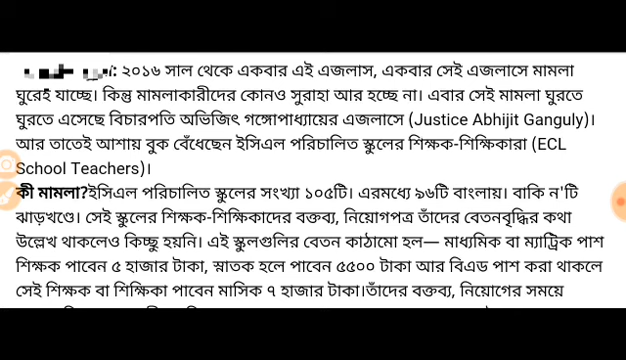 : ২০১৬ সাল থেকে একবার এই এজলাস, একবার সেই এজলাসে মামলা
ঘুরেই যাচ্ছে। কিন্তু মামলাকারীদের কোনও সুরাহা আর হচ্ছে না। এবার সেই মামলা ঘুরতে
ঘুরতে এসেছে বিচারপতি অভিজিৎ গঙ্গোপাধ্যায়ের এজলাসে (Justice Abhijit Ganguly)।
আর তাতেই আশায় বুক বেঁধেছেন ইসিএল পরিচালিত স্কুলের শিক্ষক-শিক্ষিকারা (ECL
School Teachers)।
কী মামলা?ইসিএল পরিচালিত স্কুলের সংখ্যা ১০৫টি। এরমধ্যে ৯৬টি বাংলায়। বাকি ন'টি
ঝাড়খণ্ডে। সেই স্কুলের শিক্ষক-শিক্ষিকাদের বক্তব্য, নিয়োগপত্র তাঁদের বেতনবৃদ্ধির কথা
উল্লেখ থাকলেও কিচ্ছু হয়নি। এই স্কুলগুলির বেতন কাঠামো হল— মাধ্যমিক বা ম্যাট্রিক পাশ
শিক্ষক পাবেন ৫ হাজার টাকা, স্নাতক হলে পাবেন ৫৫০০ টাকা আর বিএড পাশ করা থাকলে
সেই শিক্ষক বা শিক্ষিকা পাবেন মাসিক ৭ হাজার টাকা।তাঁদের বক্তব্য, নিয়োগের সময়ে